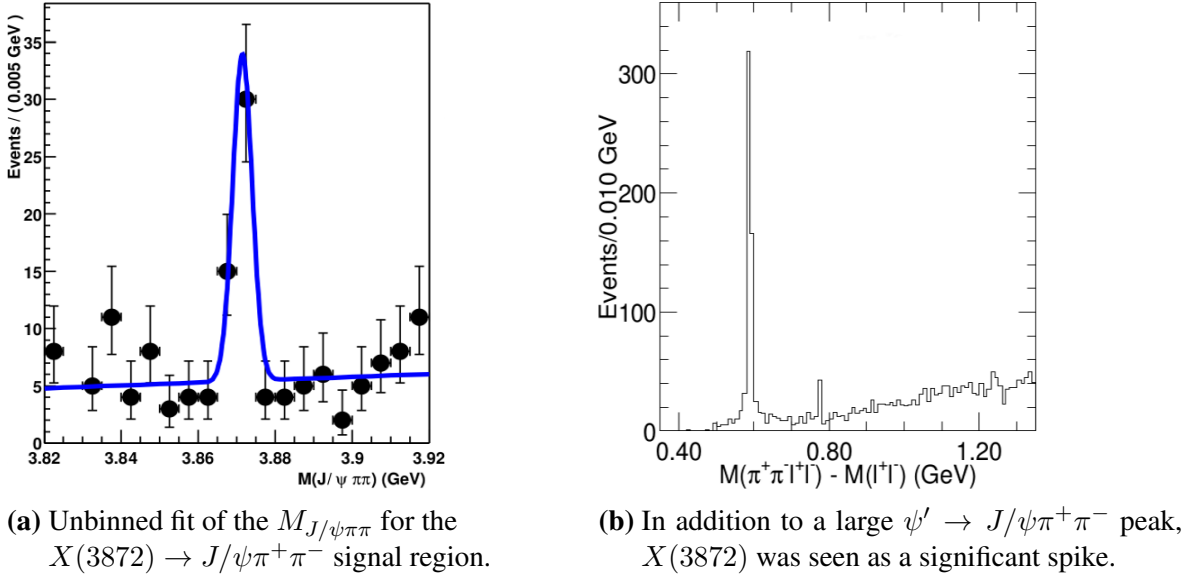 Events / ( 0.005 GeV )
35
30
25
20
15
10
5
0
3.82 3.84 3.86 3.88 3.9 3.92
M(J/ψ ππ) (GeV)
Events/0.010 GeV
300
200
100
0
0.40 0.80 1.20
M(π⁺π⁻l⁺l⁻) - M(l⁺l⁻) (GeV)
(a) Unbinned fit of the M_{J/ψππ} for the
X(3872) → J/ψπ⁺π⁻ signal region.
(b) In addition to a large ψ′ → J/ψπ⁺π⁻ peak,
X(3872) was seen as a significant spike.